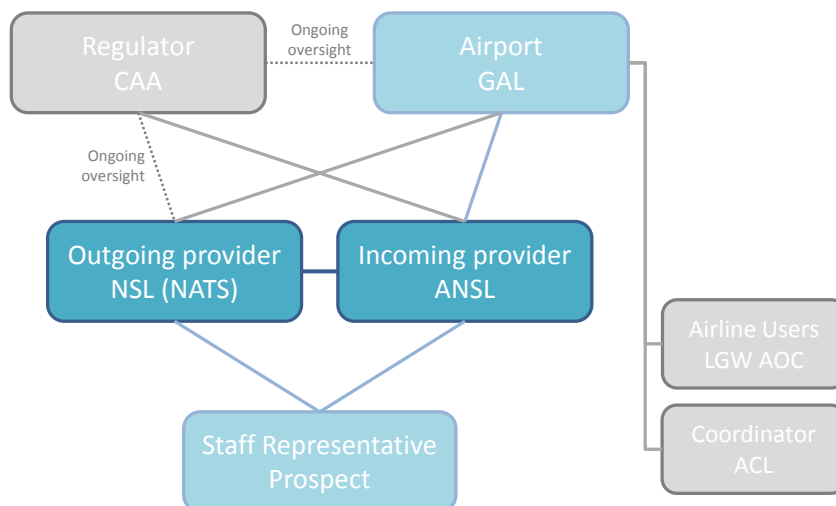 Regulator
CAA
Ongoing
oversight
Airport
GAL
Ongoing
oversight
Outgoing provider
NSL (NATS)
Incoming provider
ANSL
Airline Users
LGW AOC
Staff Representative
Prospect
Coordinator
ACL